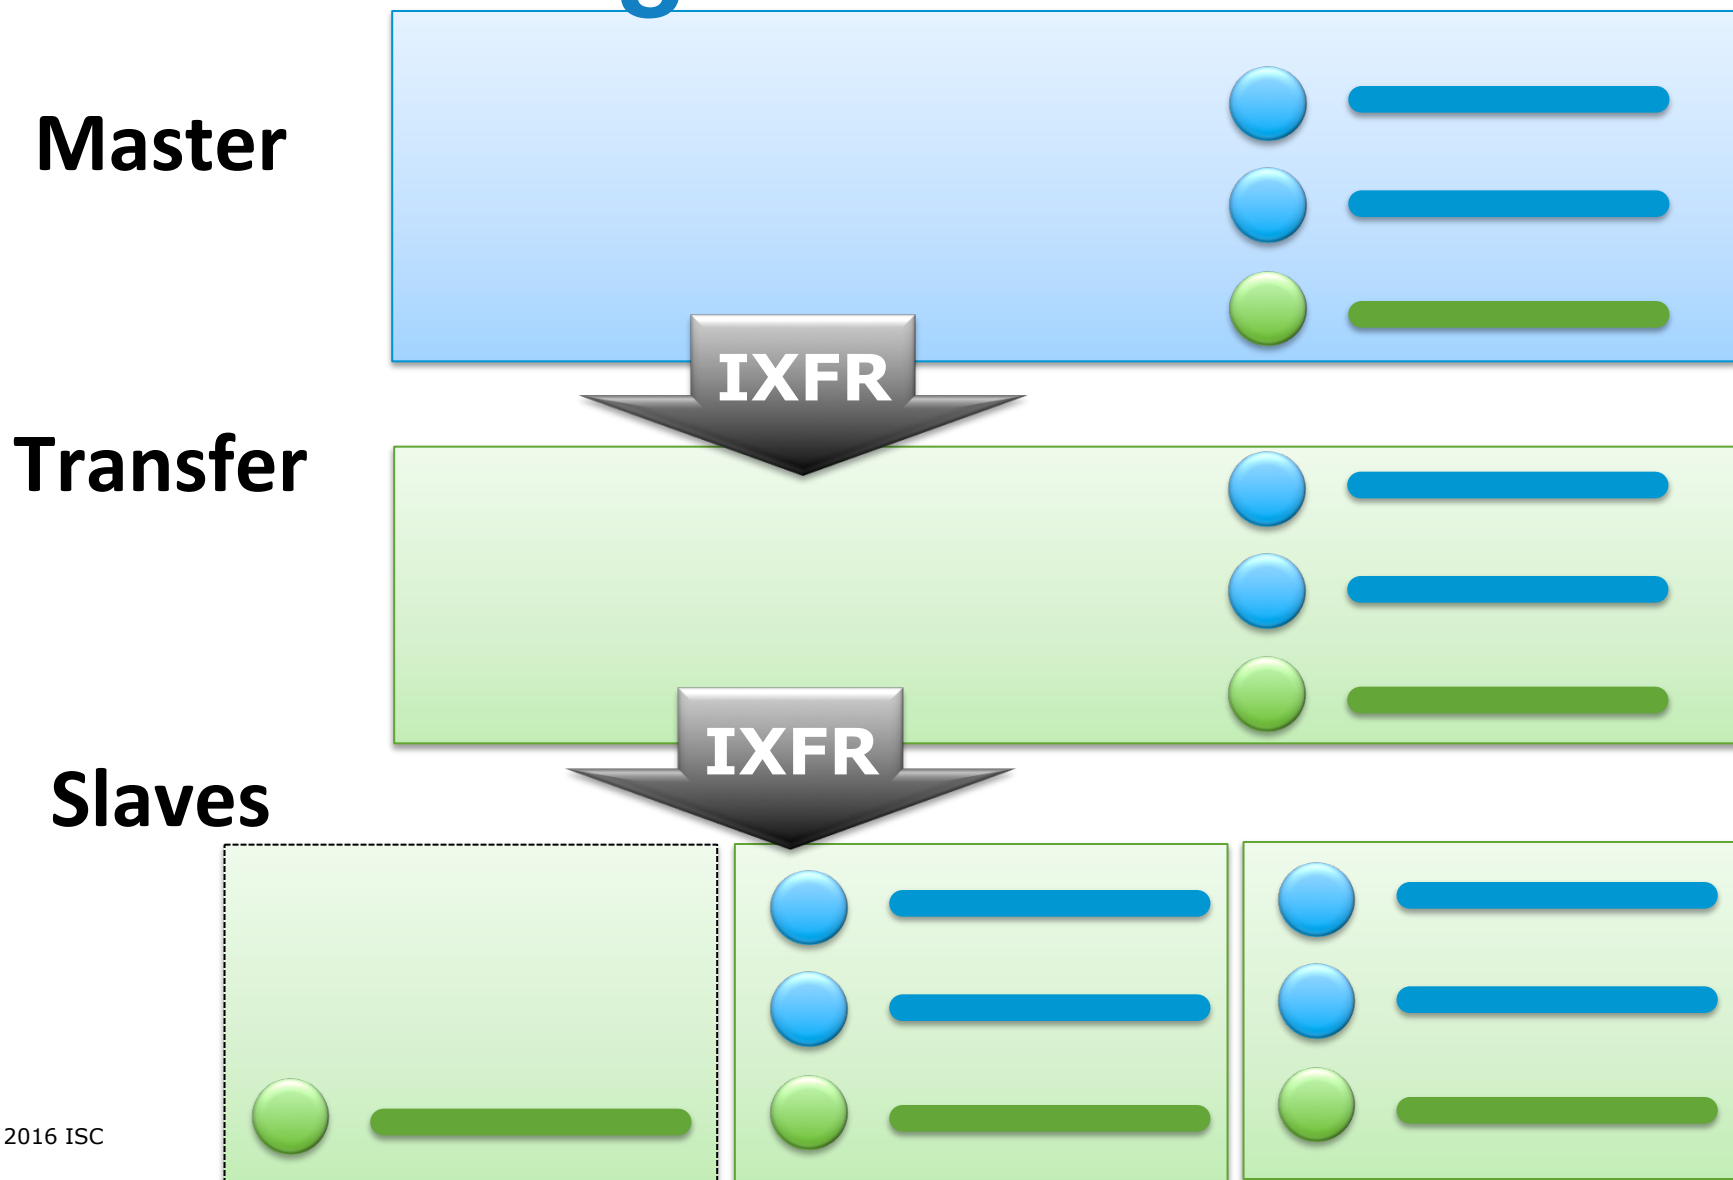 Master
IXFR
Transfer
IXFR
Slaves
2016 ISC